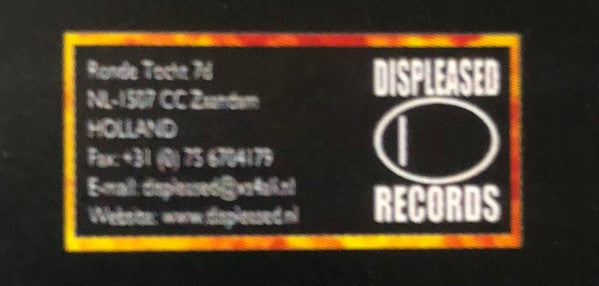 Ronde Tocht 7d
NL-1507 CC Zaandam
HOLLAND
Fax: +31 (0) 75 6704179
E-mail: displeased@xs4all.nl
Website: www.displeased.nl
DISPLEASED
RECORDS